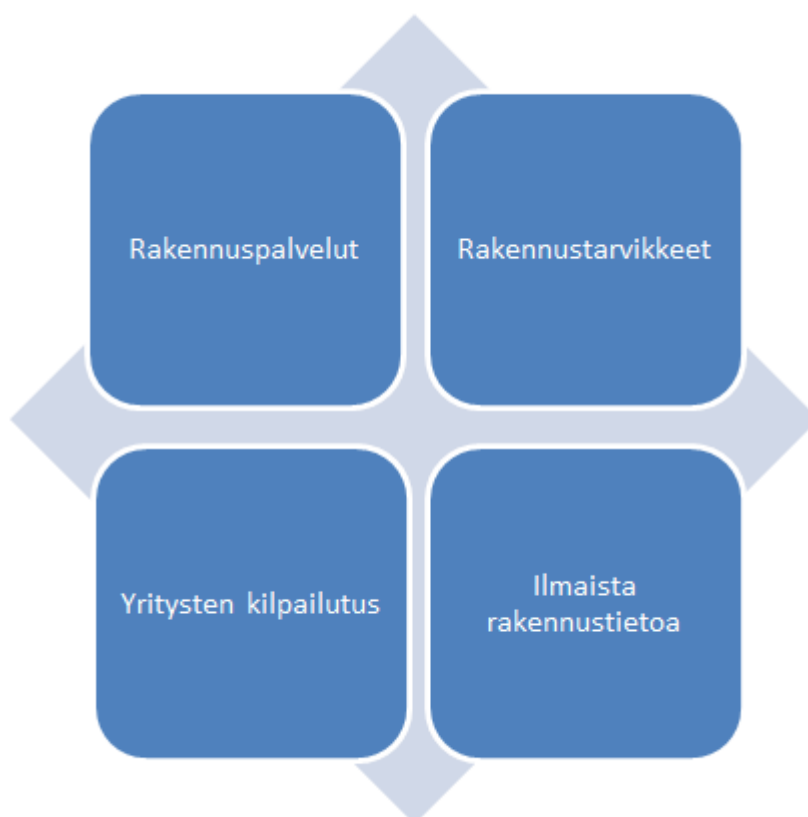 Rakennuspalvelut
Rakennustarvikkeet
Yritysten kilpailutus
Ilmaista
rakennustietoa